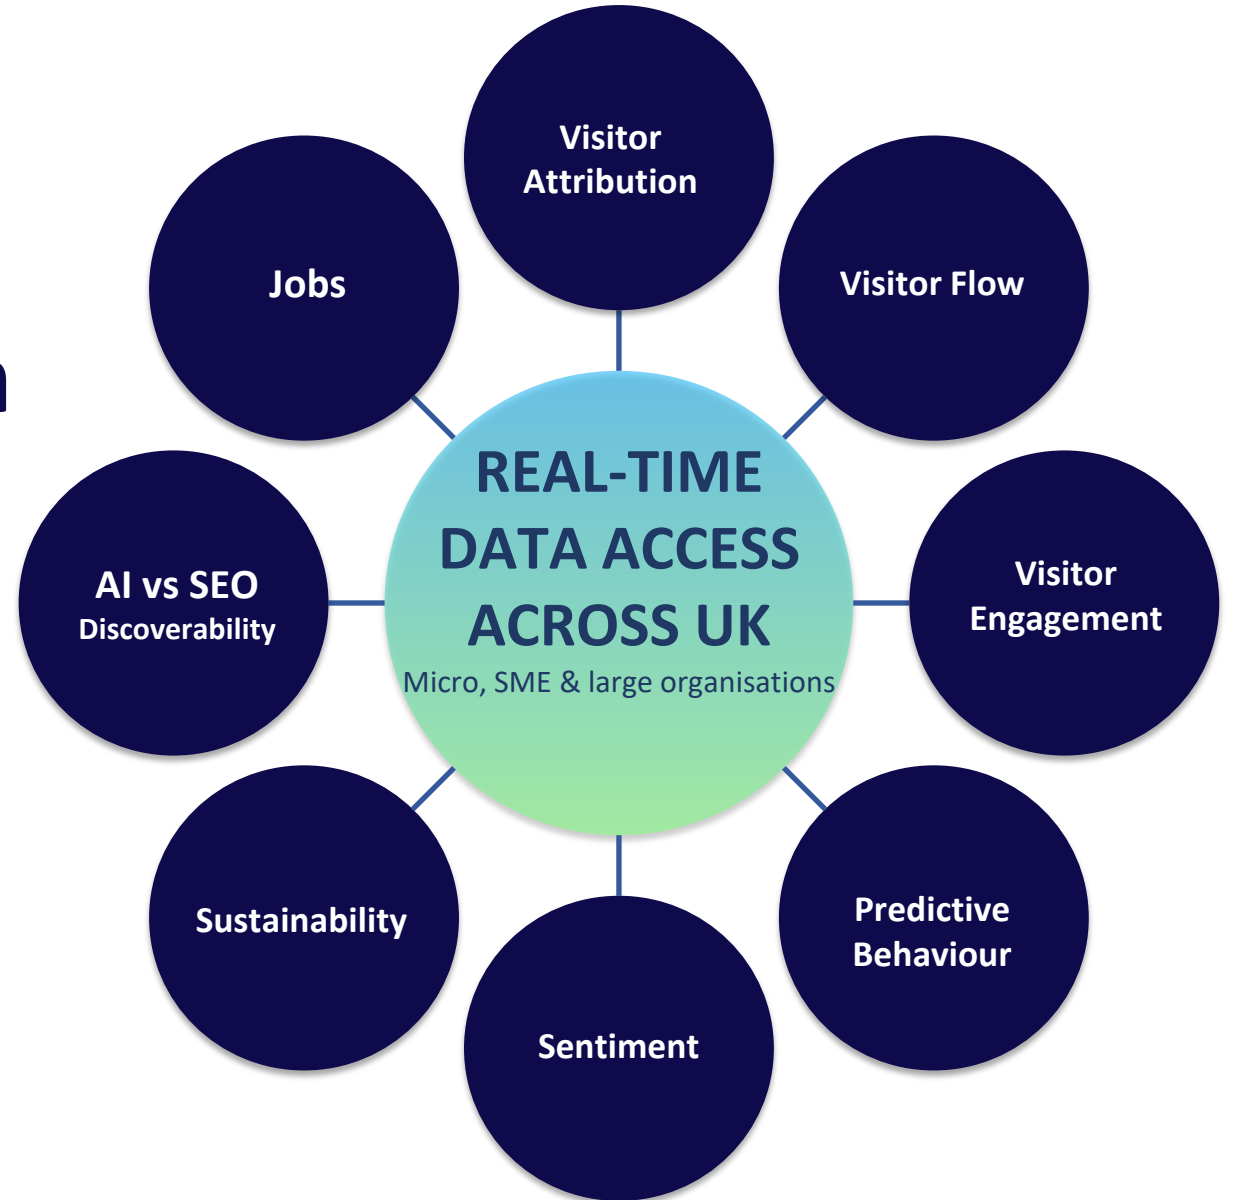 Visitor
Attribution
Jobs
Visitor Flow
REAL-TIME
DATA ACCESS
ACROSS UK
Micro, SME & large organisations
AI vs SEO
Discoverability
Visitor
Engagement
Sustainability
Predictive
Behaviour
Sentiment